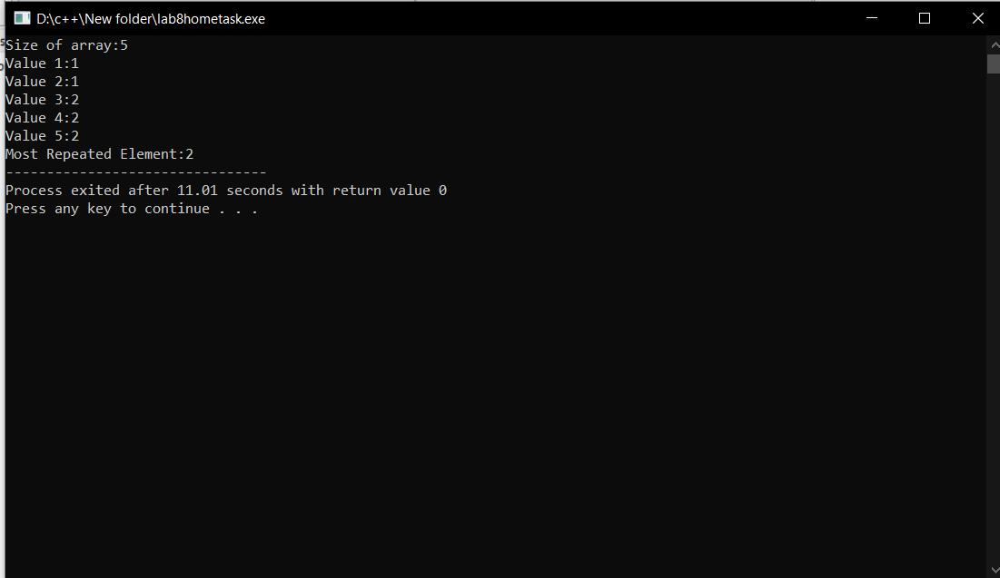 D:\c++\New folder\lab8hometask.exe
Size of array:5
Value 1:1
Value 2:1
Value 3:2
Value 4:2
Value 5:2
Most Repeated Element:2
--------------------------------
Process exited after 11.01 seconds with return value 0
Press any key to continue . . .